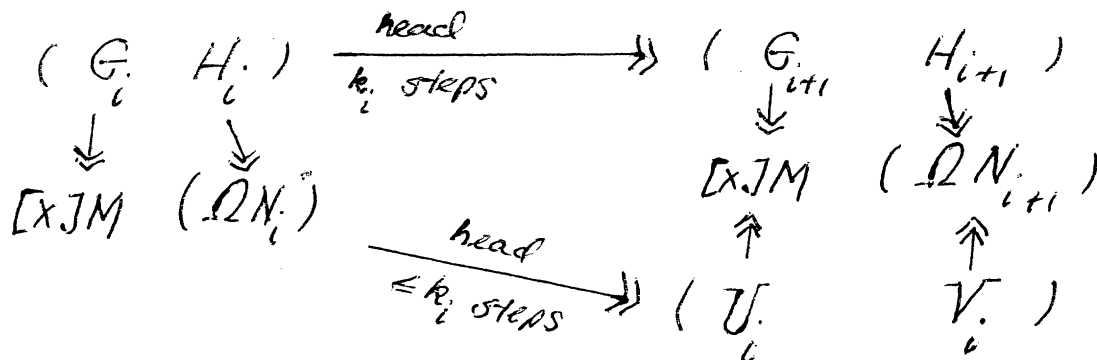 head
( G_i H_i ) ( G_{i+1} H_{i+1} )
k_i steps
[x]M (ΩN_i) [x]M (ΩN_{i+1})
head
≤ k_i steps ( U_i V_i )